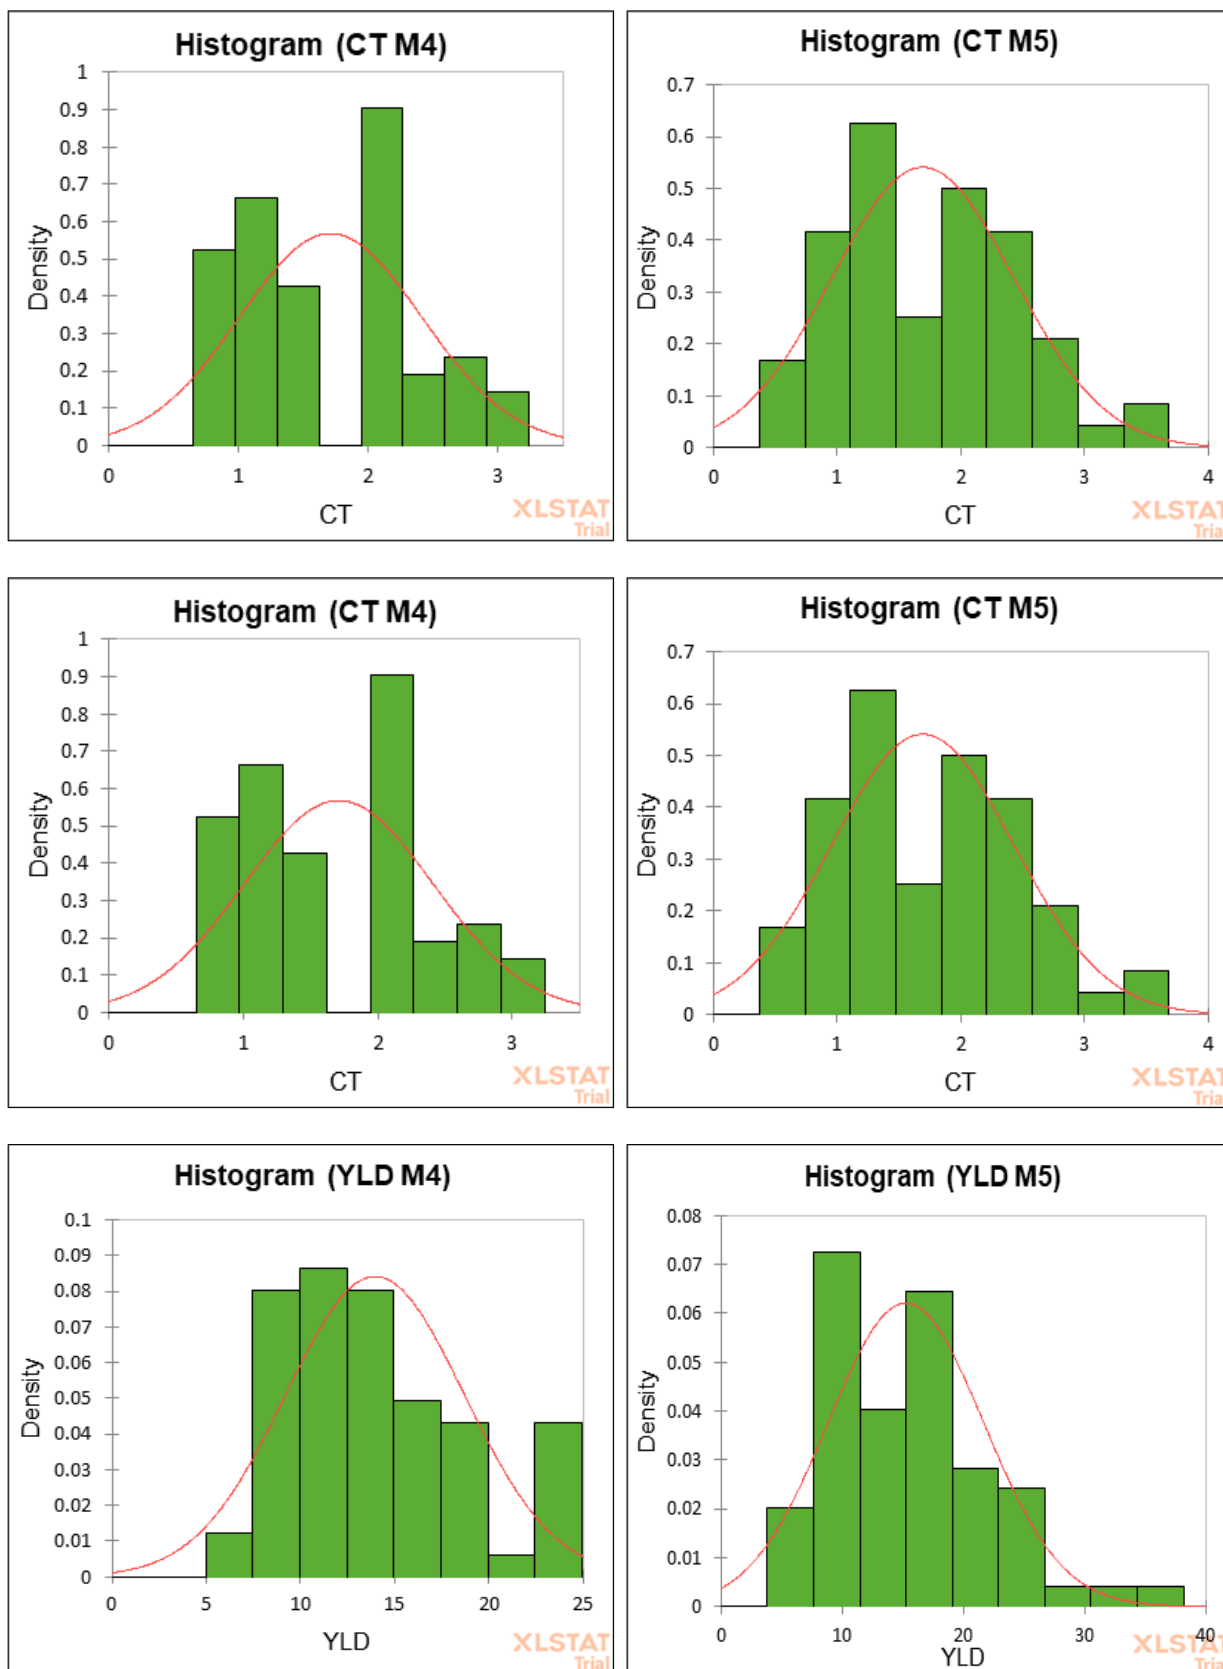 Histogram (CT M4)
1
0.9
0.8
0.7
0.6
0.5
0.4
0.3
0.2
0.1
0
Density
0 1 2 3
CT
XLSTAT
Trial
Histogram (CT M5)
0.7
0.6
0.5
0.4
0.3
0.2
0.1
0
Density
0 1 2 3 4
CT
XLSTAT
Trial
Histogram (CT M4)
1
0.9
0.8
0.7
0.6
0.5
0.4
0.3
0.2
0.1
0
Density
0 1 2 3
CT
XLSTAT
Trial
Histogram (CT M5)
0.7
0.6
0.5
0.4
0.3
0.2
0.1
0
Density
0 1 2 3 4
CT
XLSTAT
Trial
Histogram (YLD M4)
0.1
0.09
0.08
0.07
0.06
0.05
0.04
0.03
0.02
0.01
0
Density
0 5 10 15 20 25
YLD
XLSTAT
Trial
Histogram (YLD M5)
0.08
0.07
0.06
0.05
0.04
0.03
0.02
0.01
0
Density
0 10 20 30 40
YLD
XLSTAT
Trial